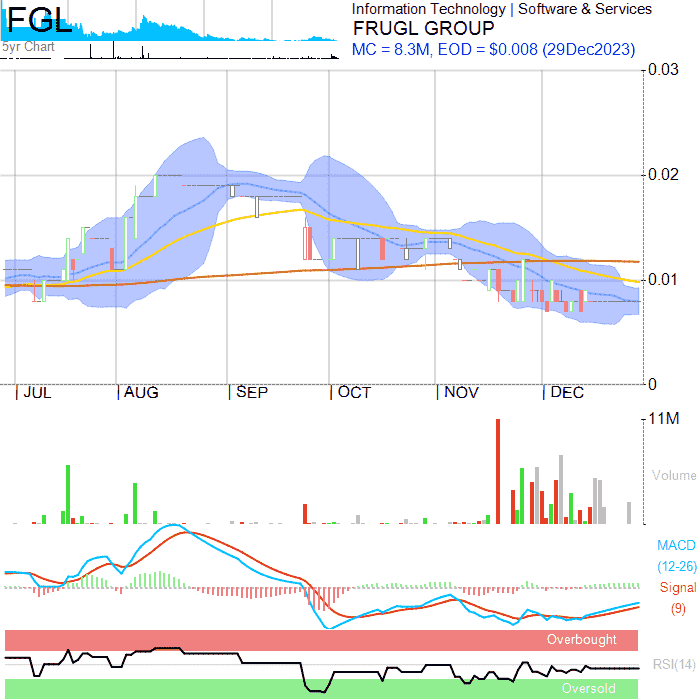 FGL
5yr Chart
Information Technology | Software & Services
FRUGL GROUP
MC = 8.3M, EOD = $0.008 (29Dec2023)
0.03
0.02
0.01
0
JUL
AUG
SEP
OCT
NOV
DEC
11M
Volume
MACD
(12-26)
Signal
(9)
Overbought
RSI(14)
Oversold